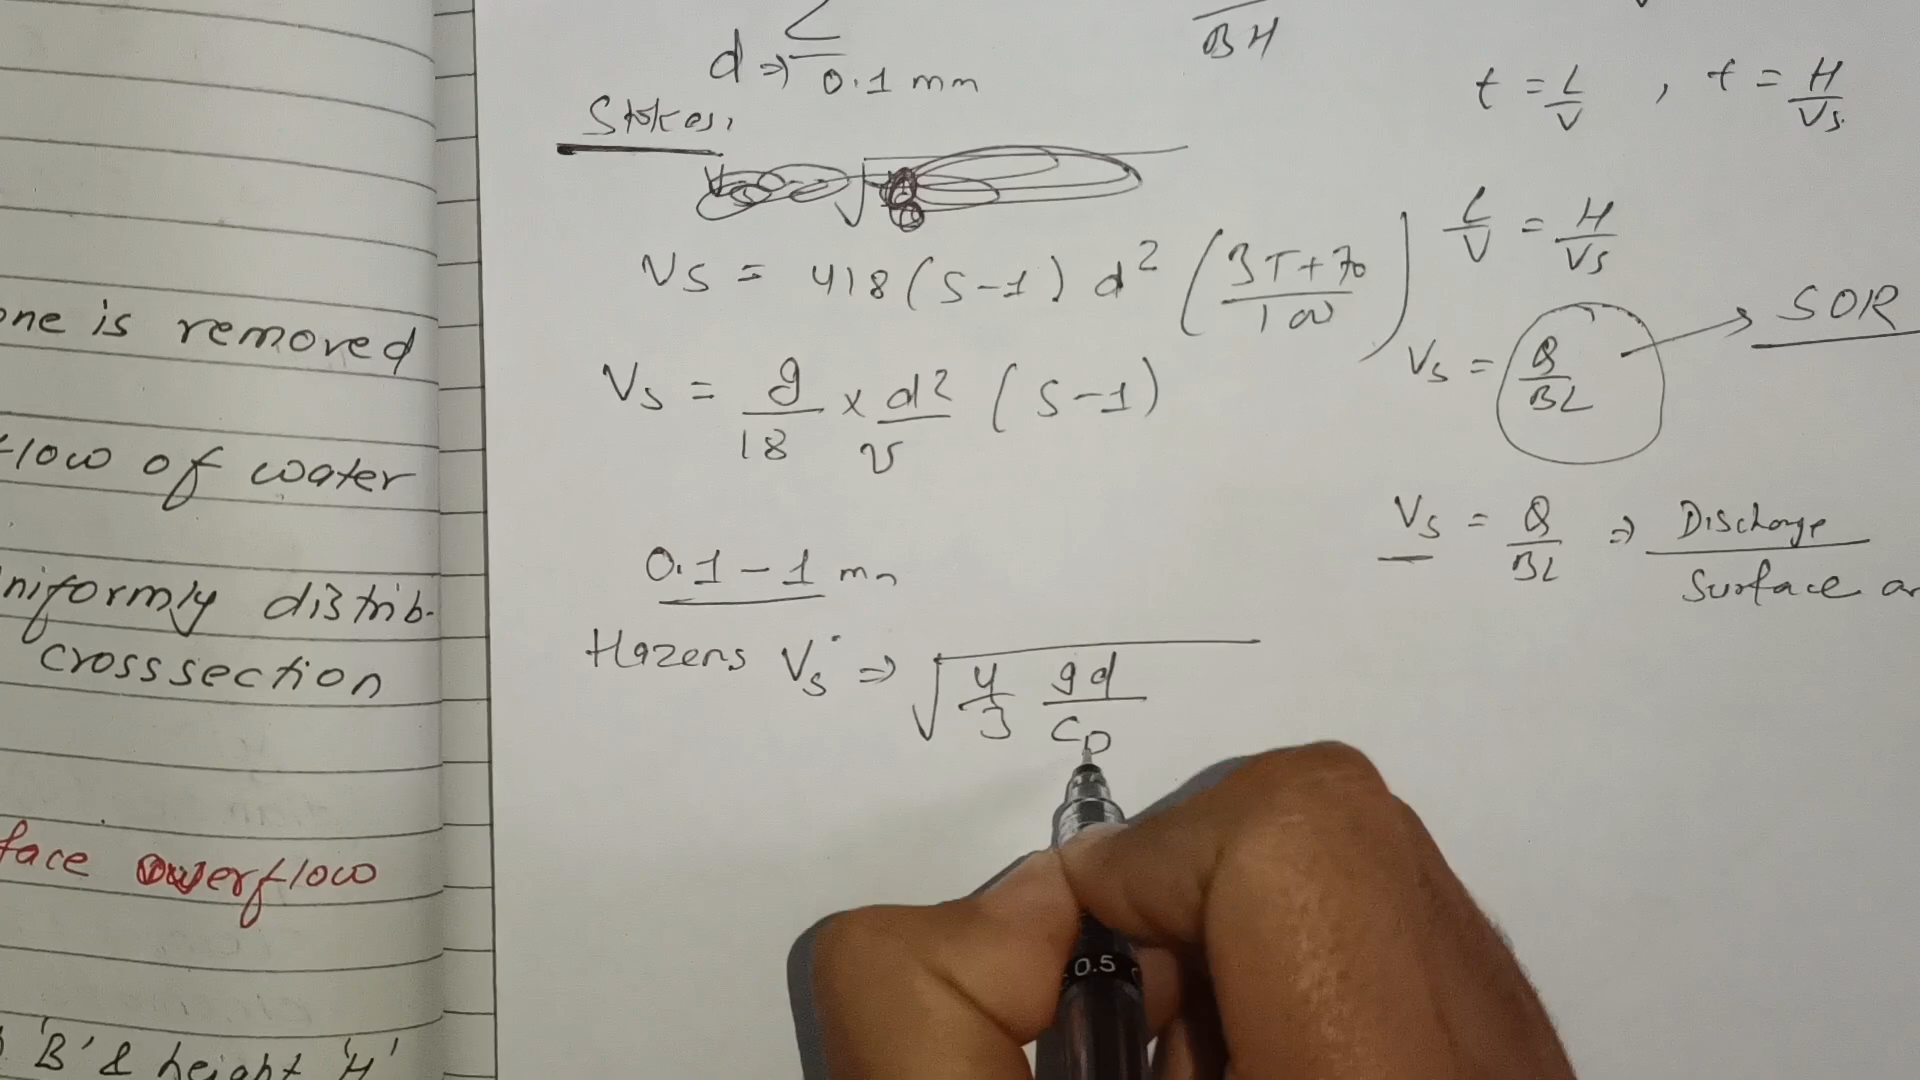 one is removed
flow of water
niformly distrib-
cross section
face overflow
'B' & height 'H'
d ⇒ < 0.1 mm
Stokes,
Vs = 418 (S-1) d² ( 3T+70 / 100 )
Vs = g/18 x d²/ν (S-1)
0.1 - 1 mm
Hazens Vs ⇒ √ 4/3 gd/CD
BH
t = L/V , t = H/Vs
L/V = H/Vs
Vs = Q/BL → SOR
Vs = Q/BL ⇒ Discharge / Surface ar
0.5